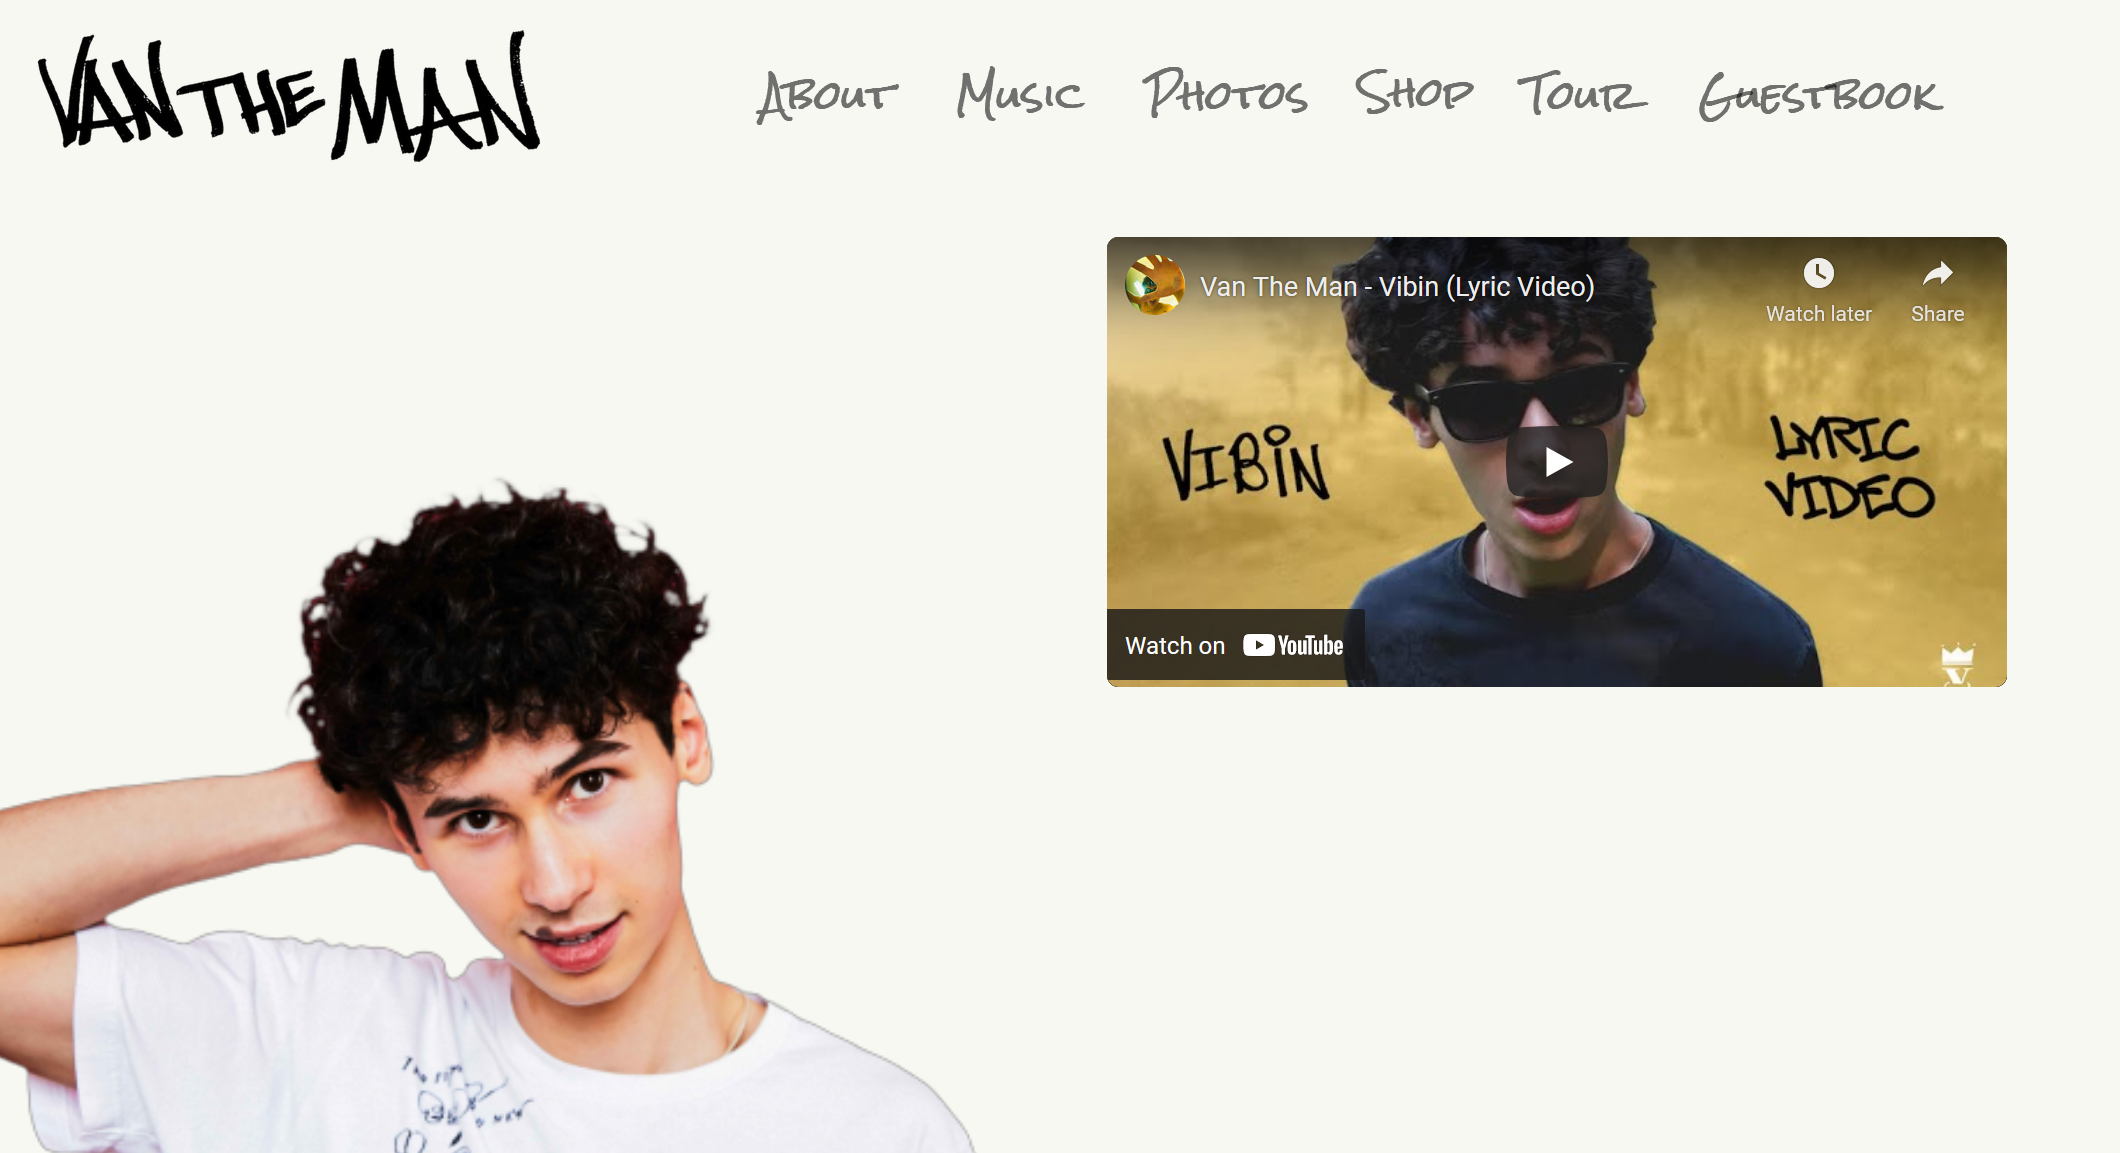 VAN THE MAN
About Music Photos Shop Tour Guestbook
Van The Man - Vibin (Lyric Video)
Watch later
Share
VIBIN
LYRIC
VIDEO
Watch on YouTube
V